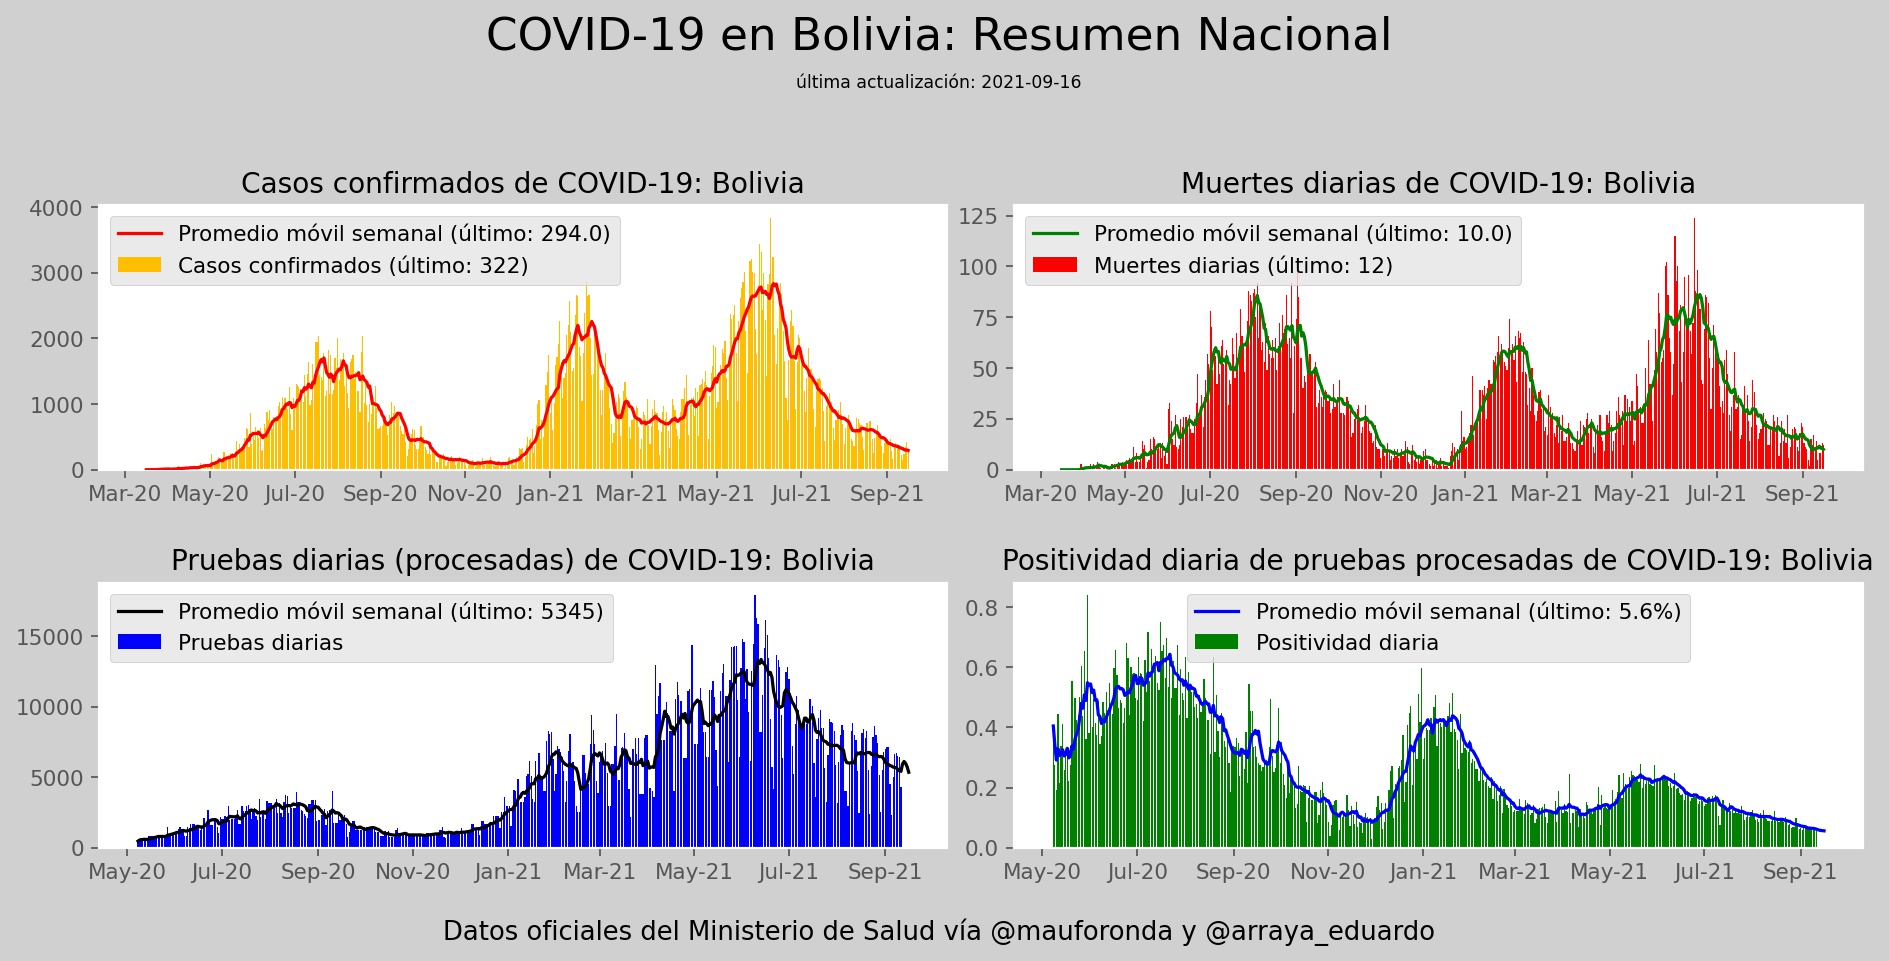 COVID-19 en Bolivia: Resumen Nacional
última actualización: 2021-09-16
Casos confirmados de COVID-19: Bolivia
4000
3000
2000
1000
0
Promedio móvil semanal (último: 294.0)
Casos confirmados (último: 322)
Mar-20 May-20 Jul-20 Sep-20 Nov-20 Jan-21 Mar-21 May-21 Jul-21 Sep-21
Muertes diarias de COVID-19: Bolivia
125
100
75
50
25
0
Promedio móvil semanal (último: 10.0)
Muertes diarias (último: 12)
Mar-20 May-20 Jul-20 Sep-20 Nov-20 Jan-21 Mar-21 May-21 Jul-21 Sep-21
Pruebas diarias (procesadas) de COVID-19: Bolivia
15000
10000
5000
0
Promedio móvil semanal (último: 5345)
Pruebas diarias
May-20 Jul-20 Sep-20 Nov-20 Jan-21 Mar-21 May-21 Jul-21 Sep-21
Positividad diaria de pruebas procesadas de COVID-19: Bolivia
0.8
0.6
0.4
0.2
0.0
Promedio móvil semanal (último: 5.6%)
Positividad diaria
May-20 Jul-20 Sep-20 Nov-20 Jan-21 Mar-21 May-21 Jul-21 Sep-21
Datos oficiales del Ministerio de Salud vía @mauforonda y @arraya_eduardo